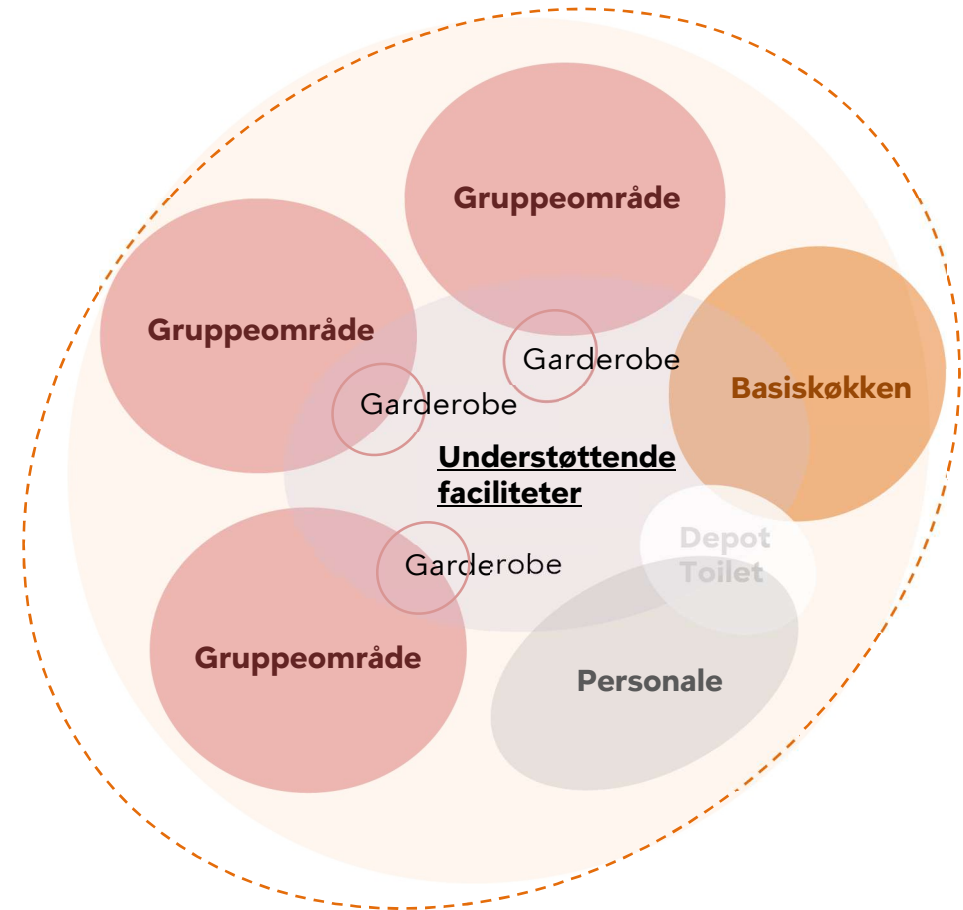 Gruppeområde
Gruppeområde
Garderobe
Basiskøkken
Garderobe
Understøttende
faciliteter
Depot
Toilet
Garderobe
Gruppeområde
Personale